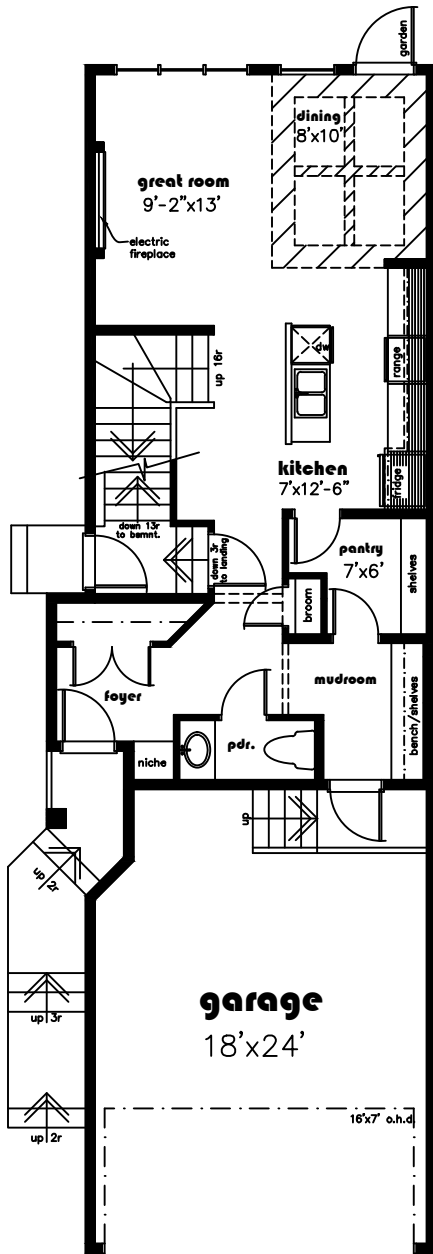 garden
dining
8'x10'
great room
9'-2"x13'
electric
fireplace
up 16r
dw
range
fridge
kitchen
7'x12'-6"
down 13r
to bsmnt.
down 3r
to landing
pantry
7'x6'
shelves
broom
foyer
mudroom
bench/shelves
pdr.
niche
up
up 2r
garage
18'x24'
up 3r
16'x7' o.h.d.
up 2r